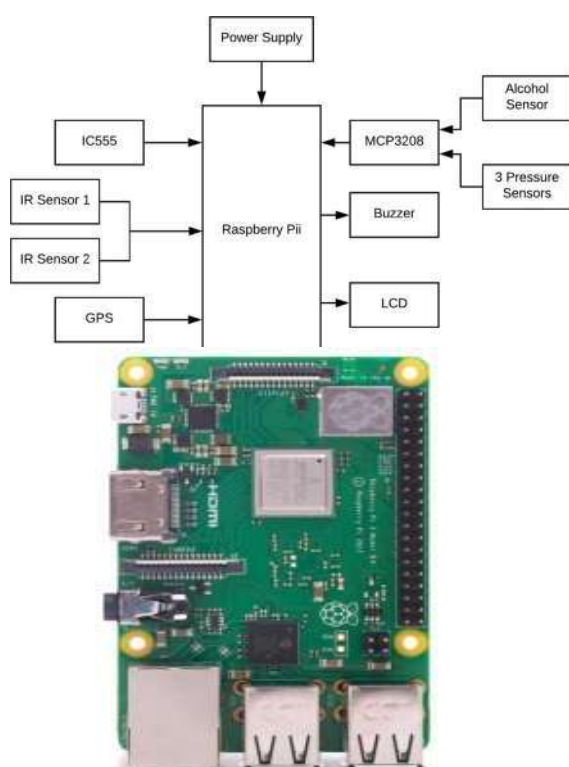 Power Supply
Alcohol
Sensor
IC555
MCP3208
3 Pressure
Sensors
IR Sensor 1
Raspberry Pii
Buzzer
IR Sensor 2
GPS
LCD
HDMI